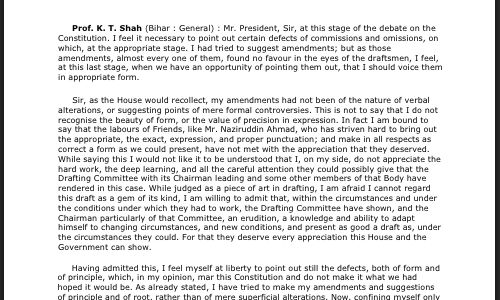 Prof. K. T. Shah (Bihar : General) : Mr. President, Sir, at this stage of the debate on the
Constitution. I feel it necessary to point out certain defects of commissions and omissions, on
which, at the appropriate stage. I had tried to suggest amendments; but as those
amendments, almost every one of them, found no favour in the eyes of the draftsmen, I feel,
at this last stage, when we have an opportunity of pointing them out, that I should voice them
in appropriate form.
Sir, as the House would recollect, my amendments had not been of the nature of verbal
alterations, or suggesting points of mere formal controversies. This is not to say that I do not
recognise the beauty of form, or the value of precision in expression. In fact I am bound to
say that the labours of Friends, like Mr. Naziruddin Ahmad, who has striven hard to bring out
the appropriate, the exact, expression, and proper punctuation; and make in all respects as
correct a form as we could present, have not met with the appreciation that they deserved.
While saying this I would not like it to be understood that I, on my side, do not appreciate the
hard work, the deep learning, and all the careful attention they could possibly give that the
Drafting Committee with its Chairman leading and some other members of that Body have
rendered in this case. While judged as a piece of art in drafting, I am afraid I cannot regard
this draft as a gem of its kind, I am willing to admit that, within the circumstances and under
the conditions under which they had to work, the Drafting Committee have shown, and the
Chairman particularly of that Committee, an erudition, a knowledge and ability to adapt
himself to changing circumstances, and new conditions, and present as good a draft as, under
the circumstances they could. For that they deserve every appreciation this House and the
Government can show.
Having admitted this, I feel myself at liberty to point out still the defects, both of form and
of principle, which, in my opinion, mar this Constitution and do not make it what we had
hoped it would be. As already stated, I have tried to make my amendments and suggestions
of principle and of root, rather than of mere superficial alterations. Now, confining myself only